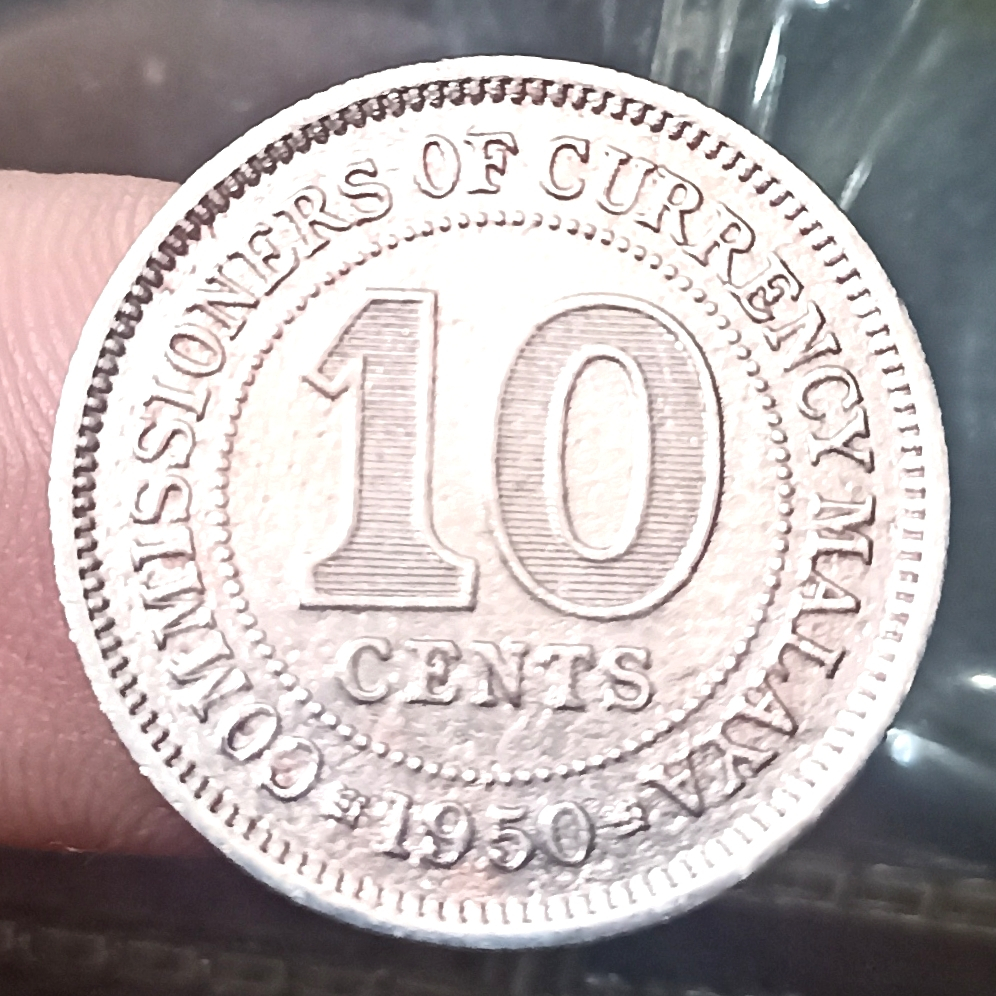 COMMISSIONERS OF CURRENCY MALAYA
10
CENTS
1950